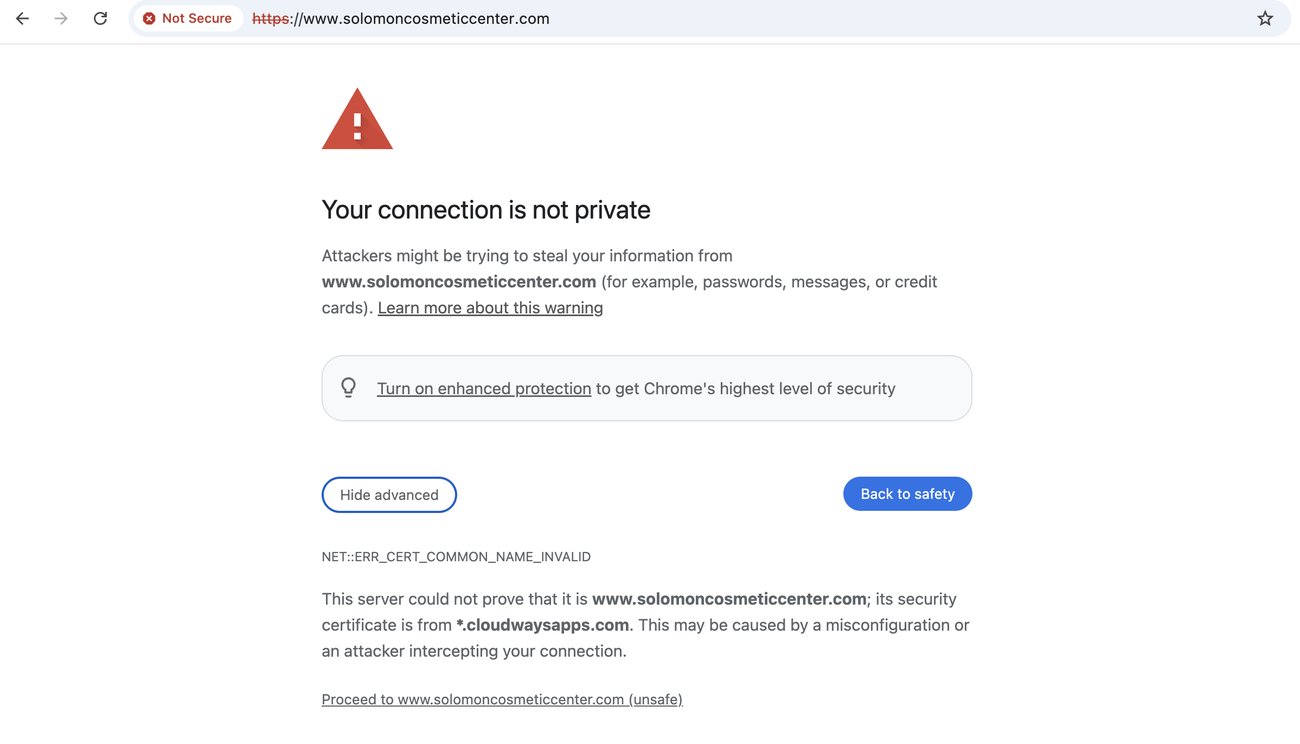 Not Secure https://www.solomoncosmeticcenter.com
Your connection is not private
Attackers might be trying to steal your information from
www.solomoncosmeticcenter.com (for example, passwords, messages, or credit
cards). Learn more about this warning
Turn on enhanced protection to get Chrome's highest level of security
Hide advanced
Back to safety
NET::ERR_CERT_COMMON_NAME_INVALID
This server could not prove that it is www.solomoncosmeticcenter.com; its security
certificate is from *.cloudwaysapps.com. This may be caused by a misconfiguration or
an attacker intercepting your connection.
Proceed to www.solomoncosmeticcenter.com (unsafe)